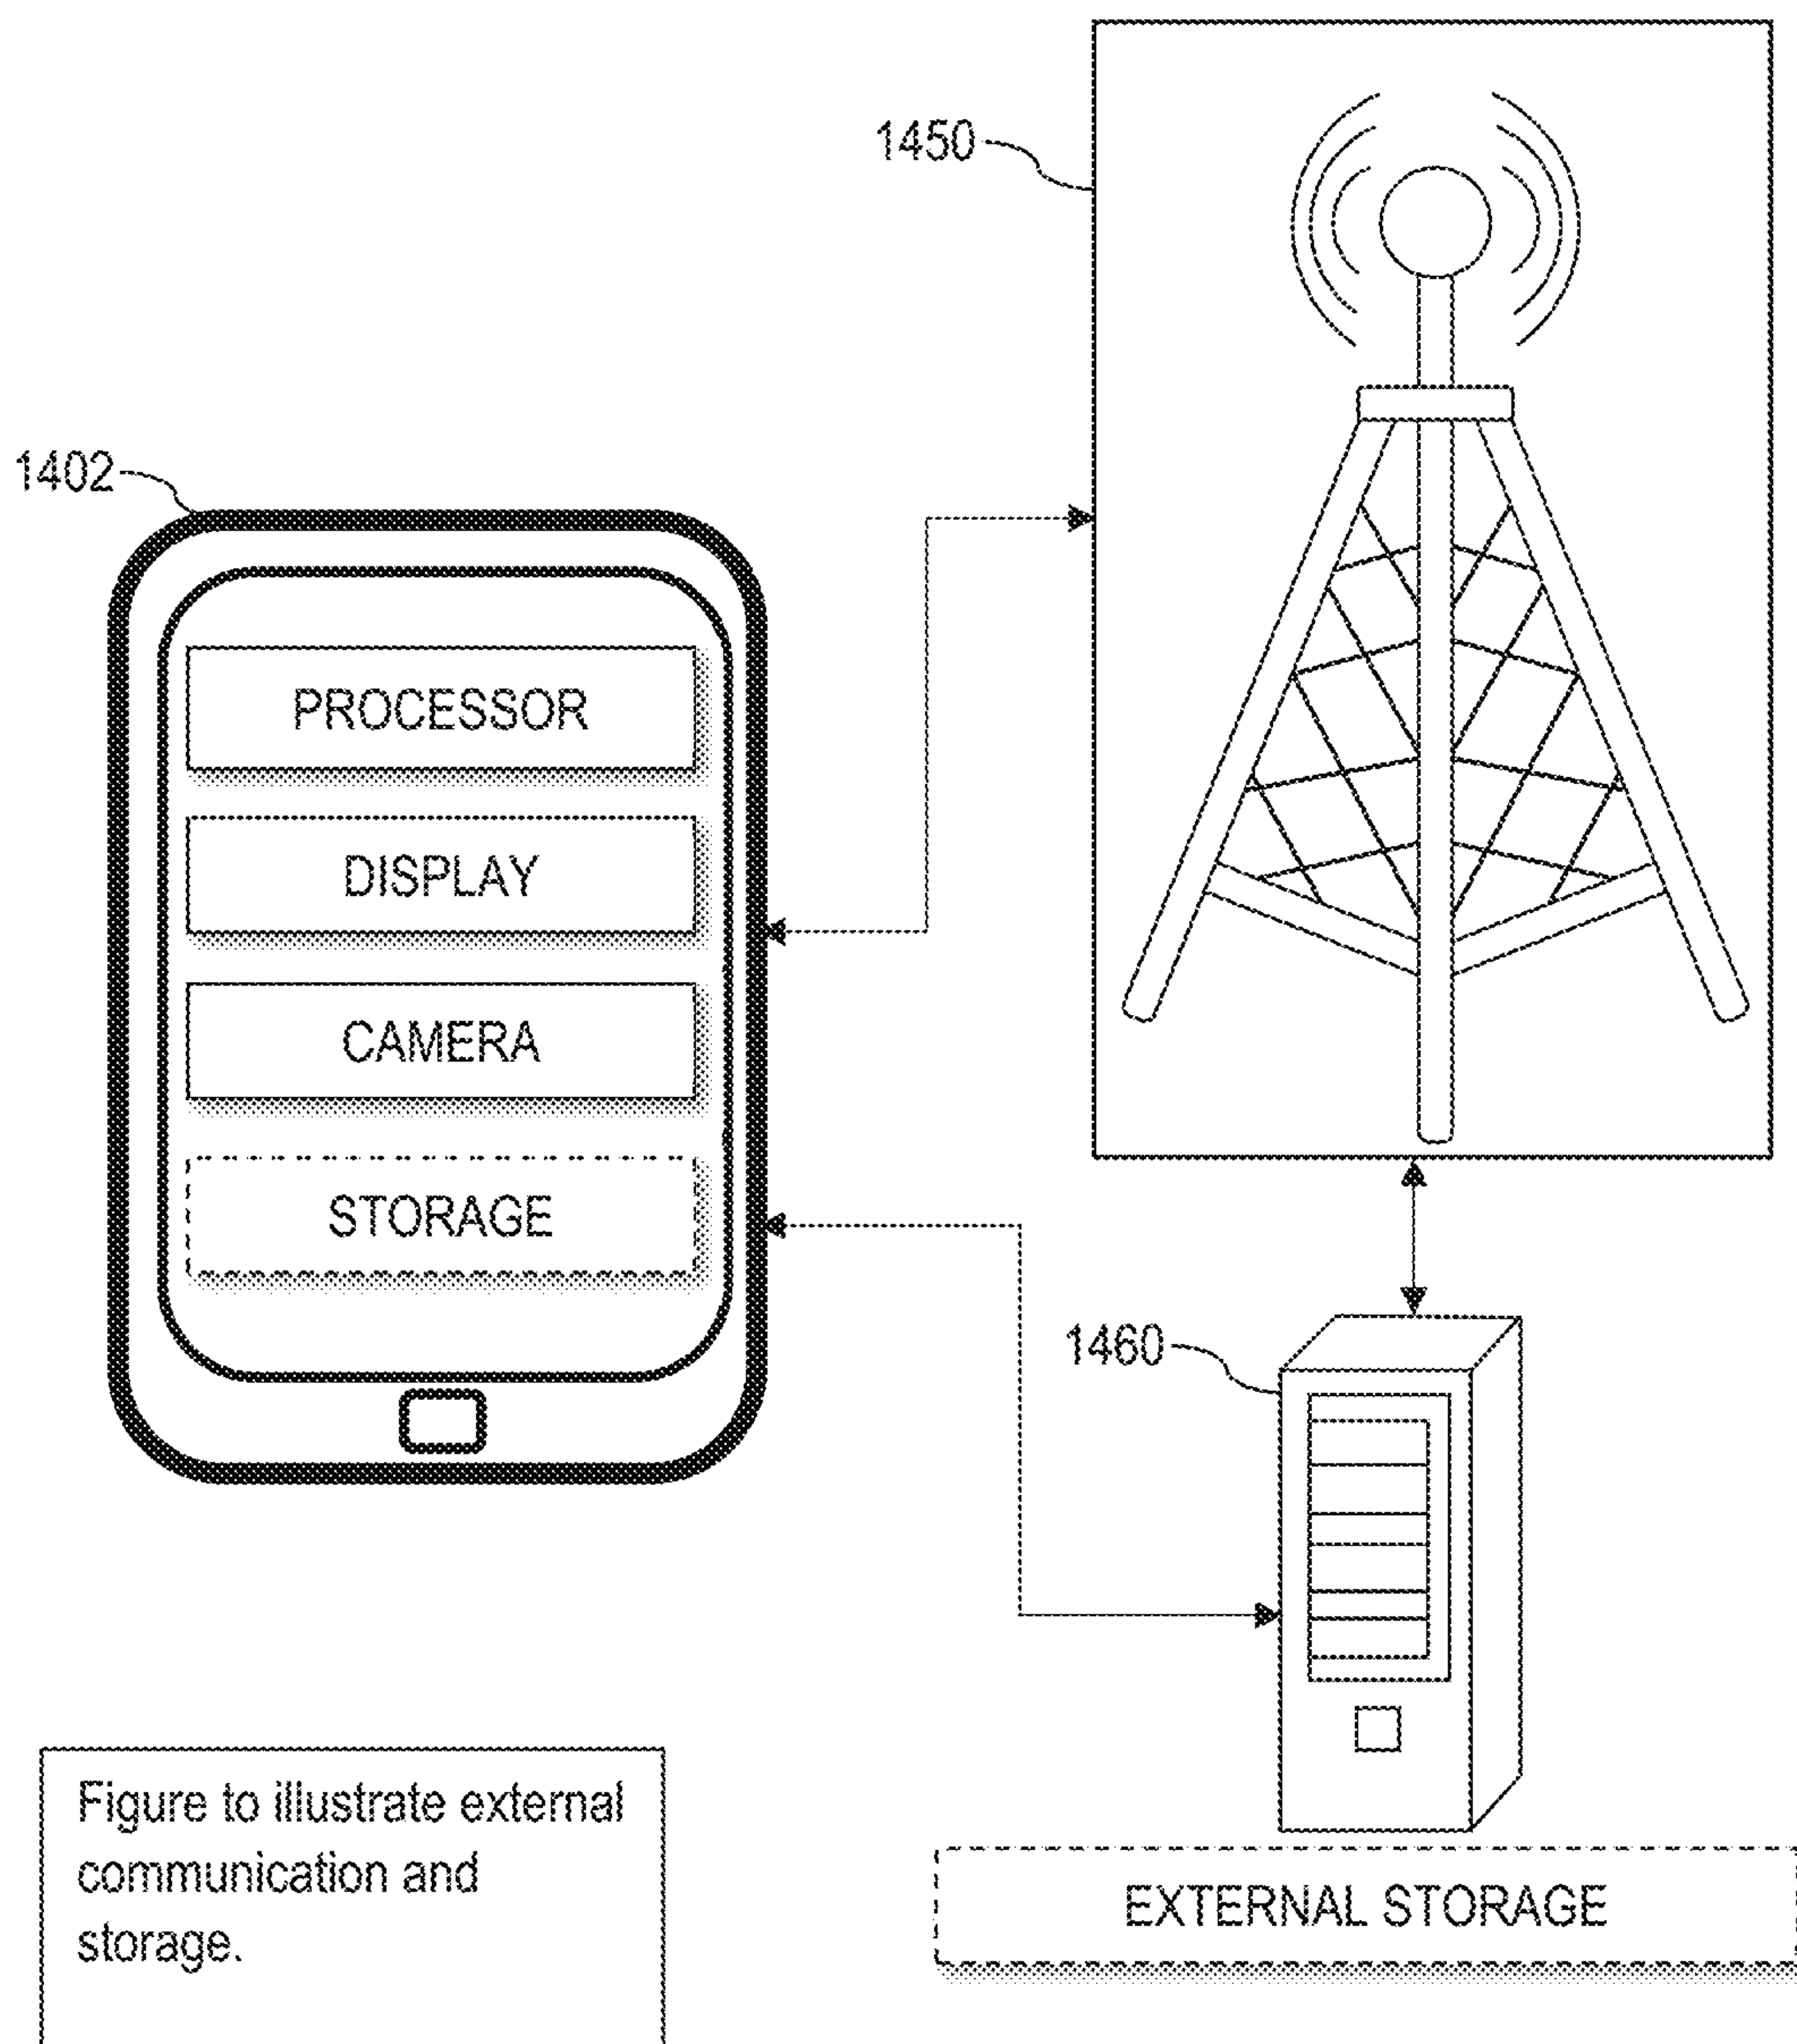 1450
1402
PROCESSOR
DISPLAY
CAMERA
STORAGE
1460
EXTERNAL STORAGE
Figure to illustrate external
communication and
storage.